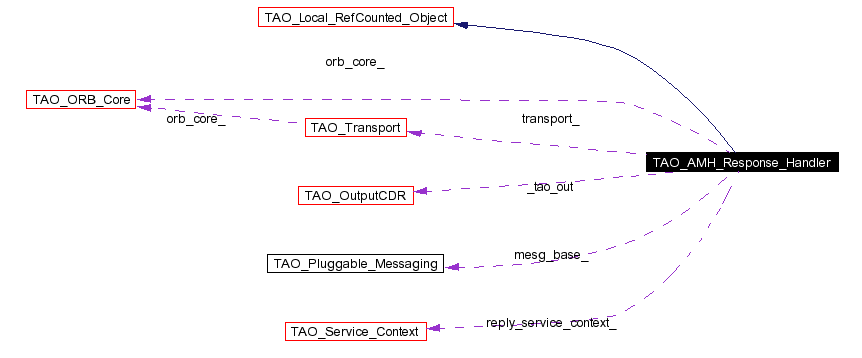 TAO_Local_RefCounted_Object
orb_core_
TAO_ORB_Core
orb_core_
transport_
TAO_Transport
TAO_AMH_Response_Handler
_tao_out
TAO_OutputCDR
mesg_base_
TAO_Pluggable_Messaging
reply_service_context_
TAO_Service_Context